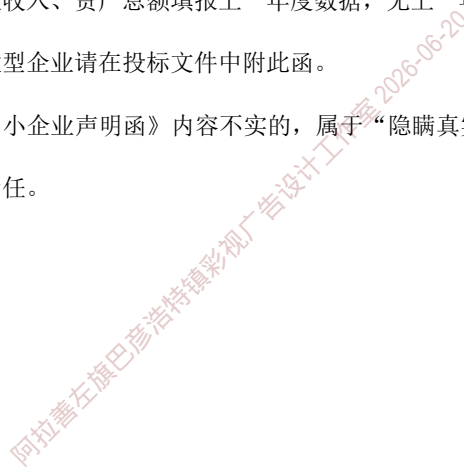 收入、资产总额填报上一年度数据，无上一
型企业请在投标文件中附此函。
小企业声明函》内容不实的，属于“隐瞒真
任。
阿拉善左旗巴彦浩特镇彩视广告设计工作室 2026-06-20